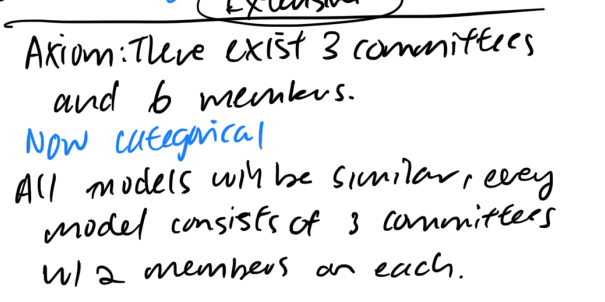 Extensive
Axiom: There exist 3 committees
and 6 members.
Now categorical
All models will be similar, every
model consists of 3 committees
w/ 2 members on each.